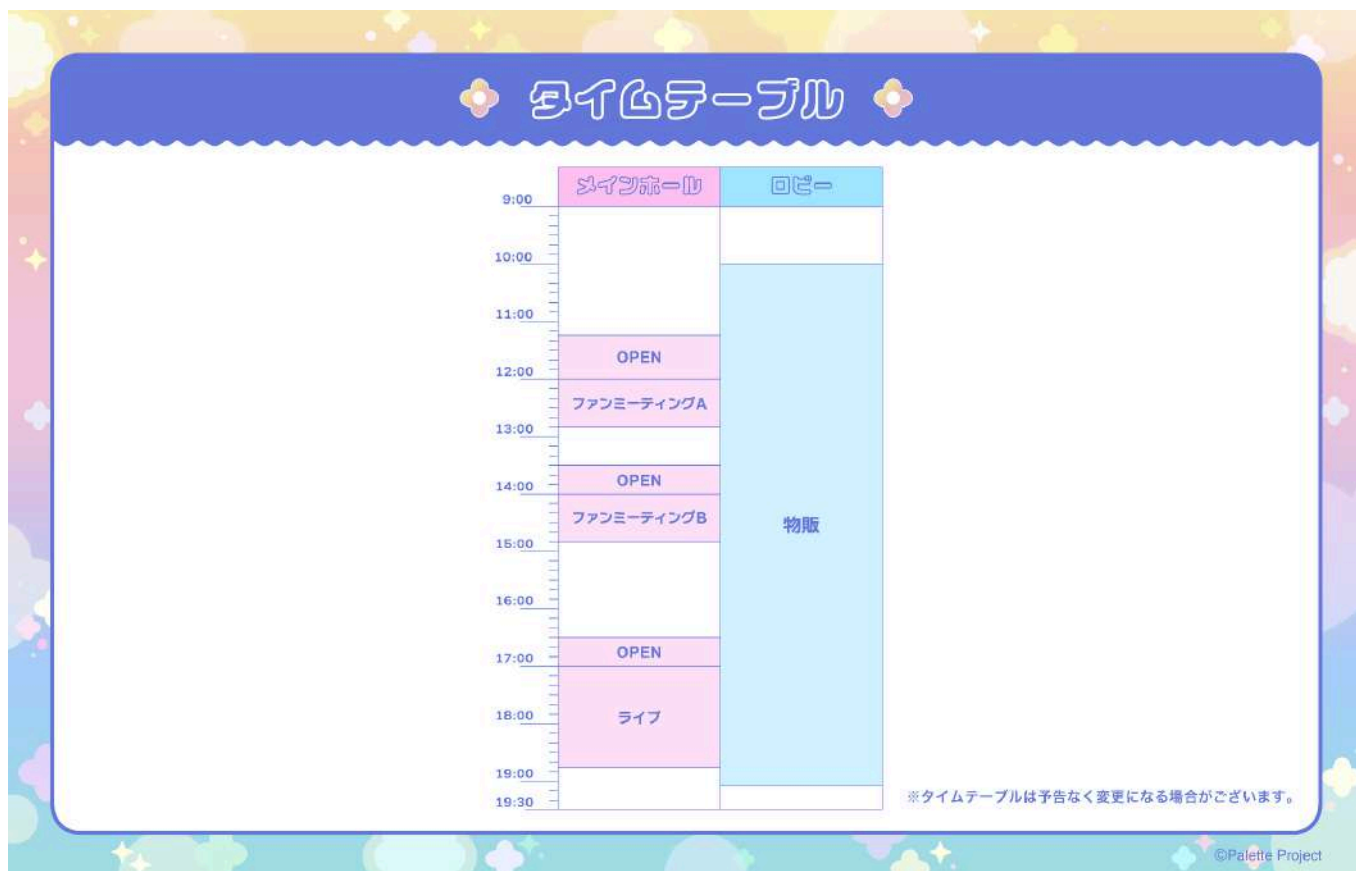 タイムテーブル
メインホール
ロビー
9:00
10:00
11:00
OPEN
12:00
ファンミーティングA
13:00
OPEN
14:00
ファンミーティングB
物販
15:00
16:00
OPEN
17:00
ライブ
18:00
19:00
19:30
※タイムテーブルは予告なく変更になる場合がございます。
©Palette Project